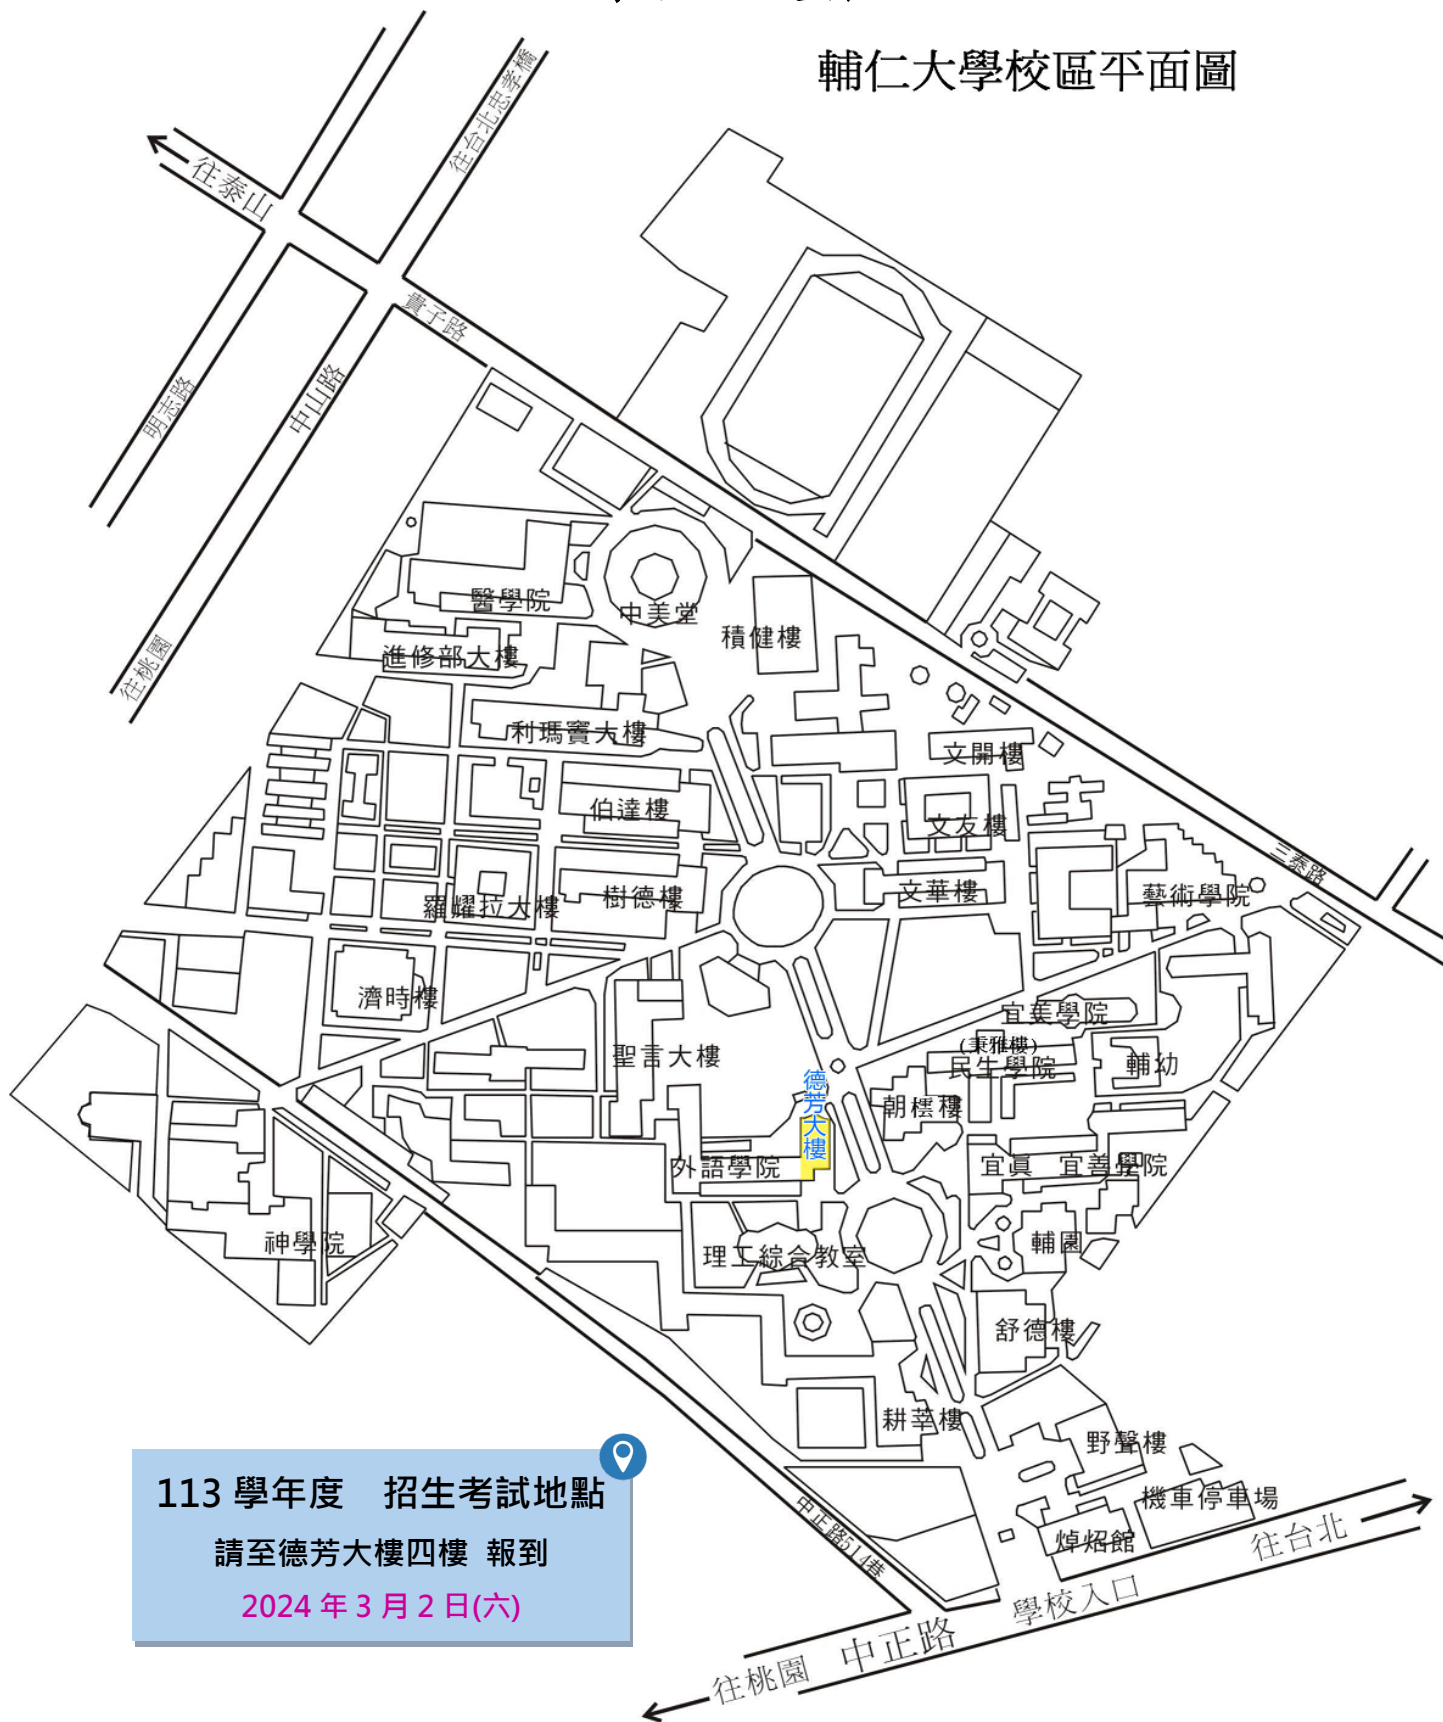 輔仁大學校區平面圖
往台北忠孝橋
往泰山
貴子路
明志路
中山路
往桃園
醫學院
中美堂
積健樓
進修部大樓
利瑪竇大樓
文開樓
伯達樓
文友樓
三泰路
樹德樓
文華樓
藝術學院
羅耀拉大樓
濟時樓
宜美學院
聖言大樓
(秉雅樓)
民生學院
輔幼
德芳大樓
朝橒樓
外語學院
宜真
宜善學院
神學院
理工綜合教室
輔園
舒德樓
耕莘樓
野聲樓
機車停車場
焯炤館
中正路514巷
往台北
學校入口
中正路
往桃園
113 學年度 招生考試地點
請至德芳大樓四樓 報到
2024 年 3 月 2 日(六)